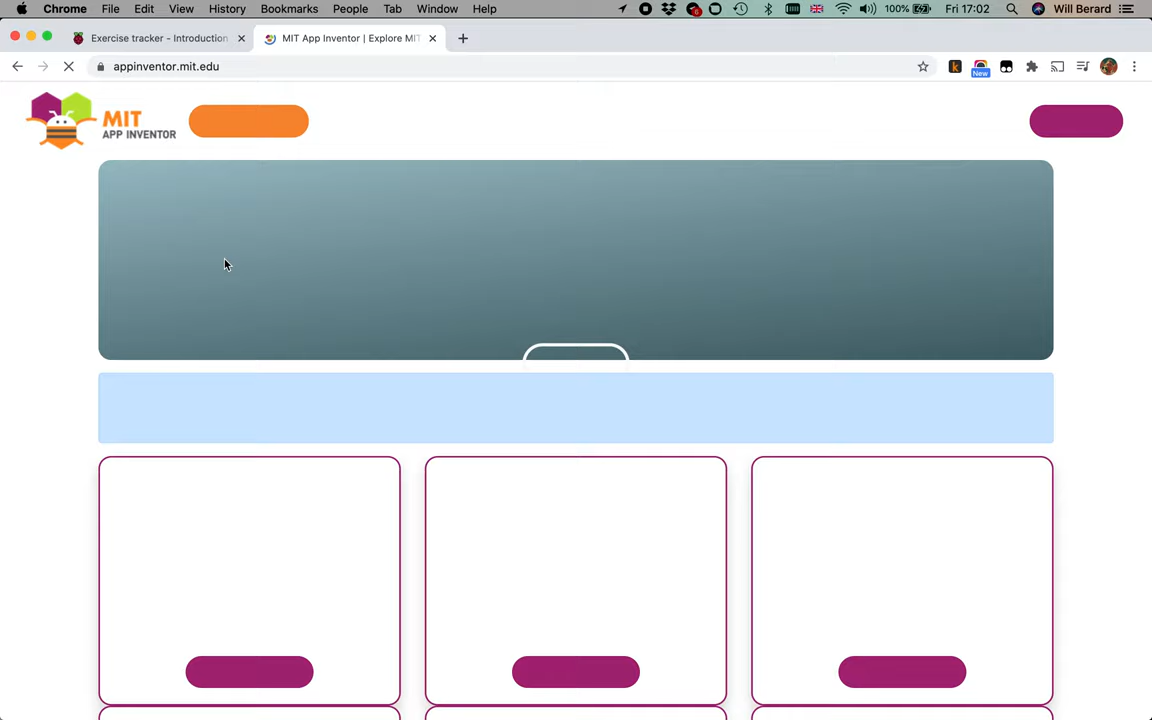 Chrome File Edit View History Bookmarks People Tab Window Help 6 100% Fri 17:02 Will Berard
Exercise tracker - Introduction
MIT App Inventor | Explore MIT
appinventor.mit.edu
k
New
MIT
APP INVENTOR